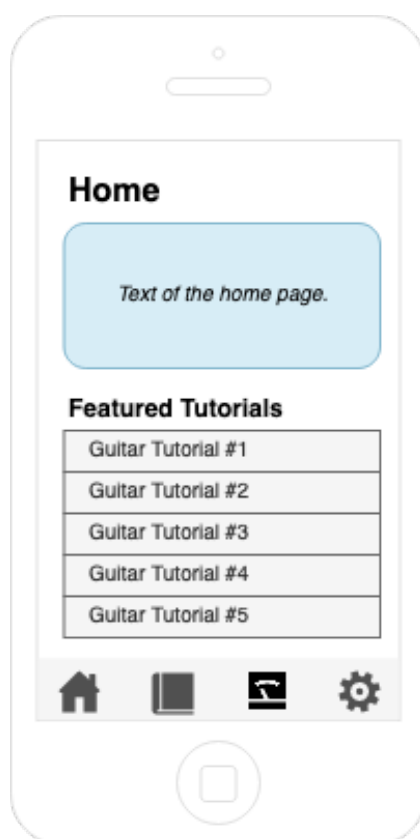 Home
Text of the home page.
Featured Tutorials
Guitar Tutorial #1
Guitar Tutorial #2
Guitar Tutorial #3
Guitar Tutorial #4
Guitar Tutorial #5